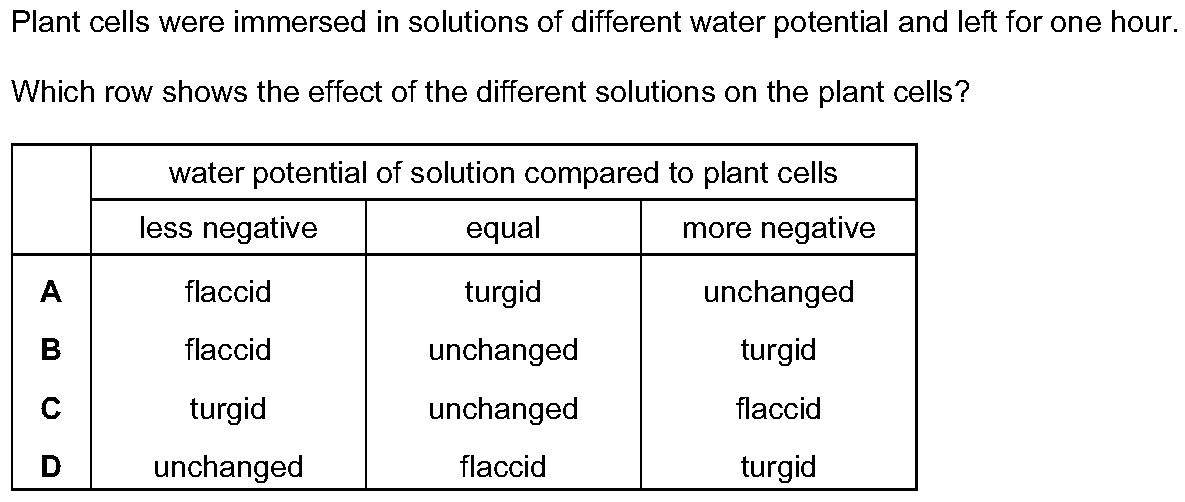 Plant cells were immersed in solutions of different water potential and left for one hour.
Which row shows the effect of the different solutions on the plant cells?
water potential of solution compared to plant cells
less negative equal more negative
A flaccid turgid unchanged
B flaccid unchanged turgid
C turgid unchanged flaccid
D unchanged flaccid turgid